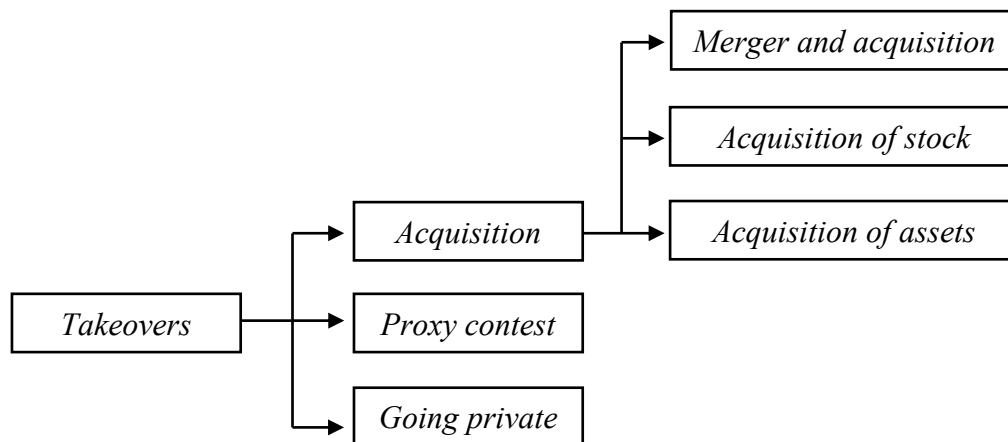 Merger and acquisition
Acquisition of stock
Acquisition
Acquisition of assets
Takeovers
Proxy contest
Going private